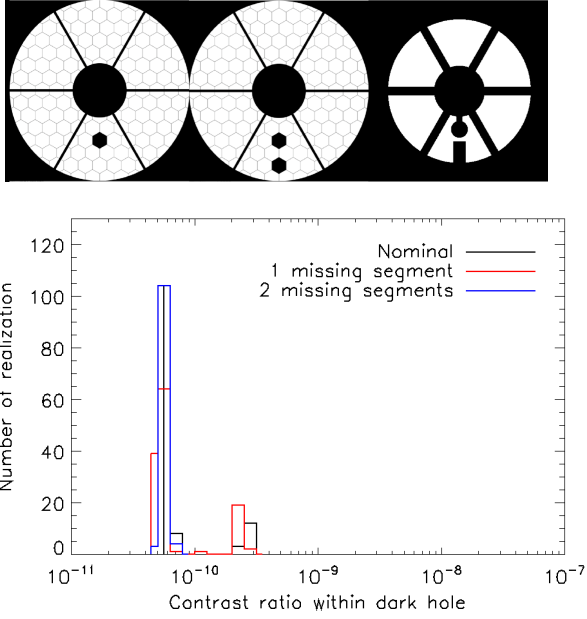 Nominal
1 missing segment
2 missing segments
120
100
80
60
40
20
0
Number of realization
10⁻¹¹ 10⁻¹⁰ 10⁻⁹ 10⁻⁸ 10⁻⁷
Contrast ratio within dark hole